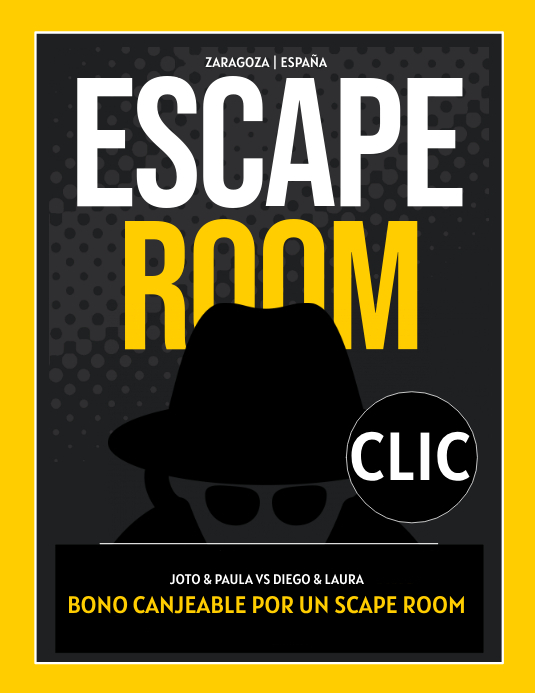 ZARAGOZA | ESPAÑA
ESCAPE
ROOM
CLIC
JOTO & PAULA VS DIEGO & LAURA
BONO CANJEABLE POR UN SCAPE ROOM